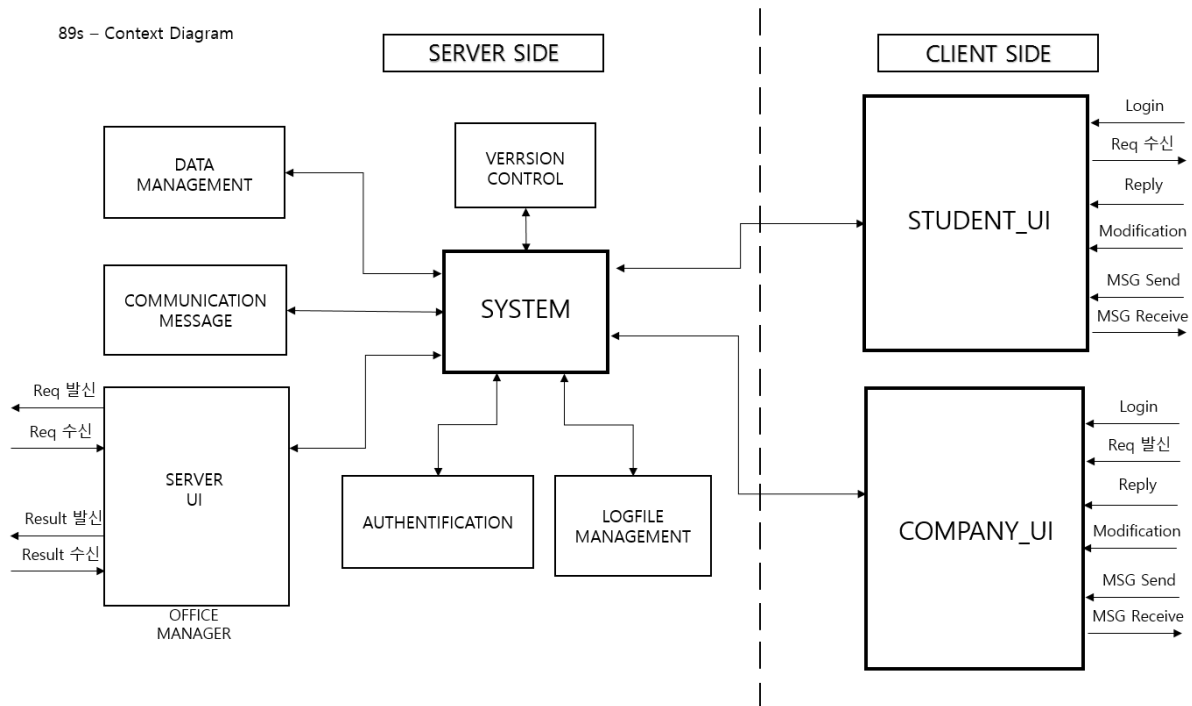 89s – Context Diagram
SERVER SIDE
CLIENT SIDE
DATA
MANAGEMENT
VERRSION
CONTROL
COMMUNICATION
MESSAGE
SYSTEM
Req 발신
Req 수신
Result 발신
Result 수신
SERVER
UI
OFFICE
MANAGER
AUTHENTIFICATION
LOGFILE
MANAGEMENT
STUDENT_UI
Login
Req 수신
Reply
Modification
MSG Send
MSG Receive
COMPANY_UI
Login
Req 발신
Reply
Modification
MSG Send
MSG Receive